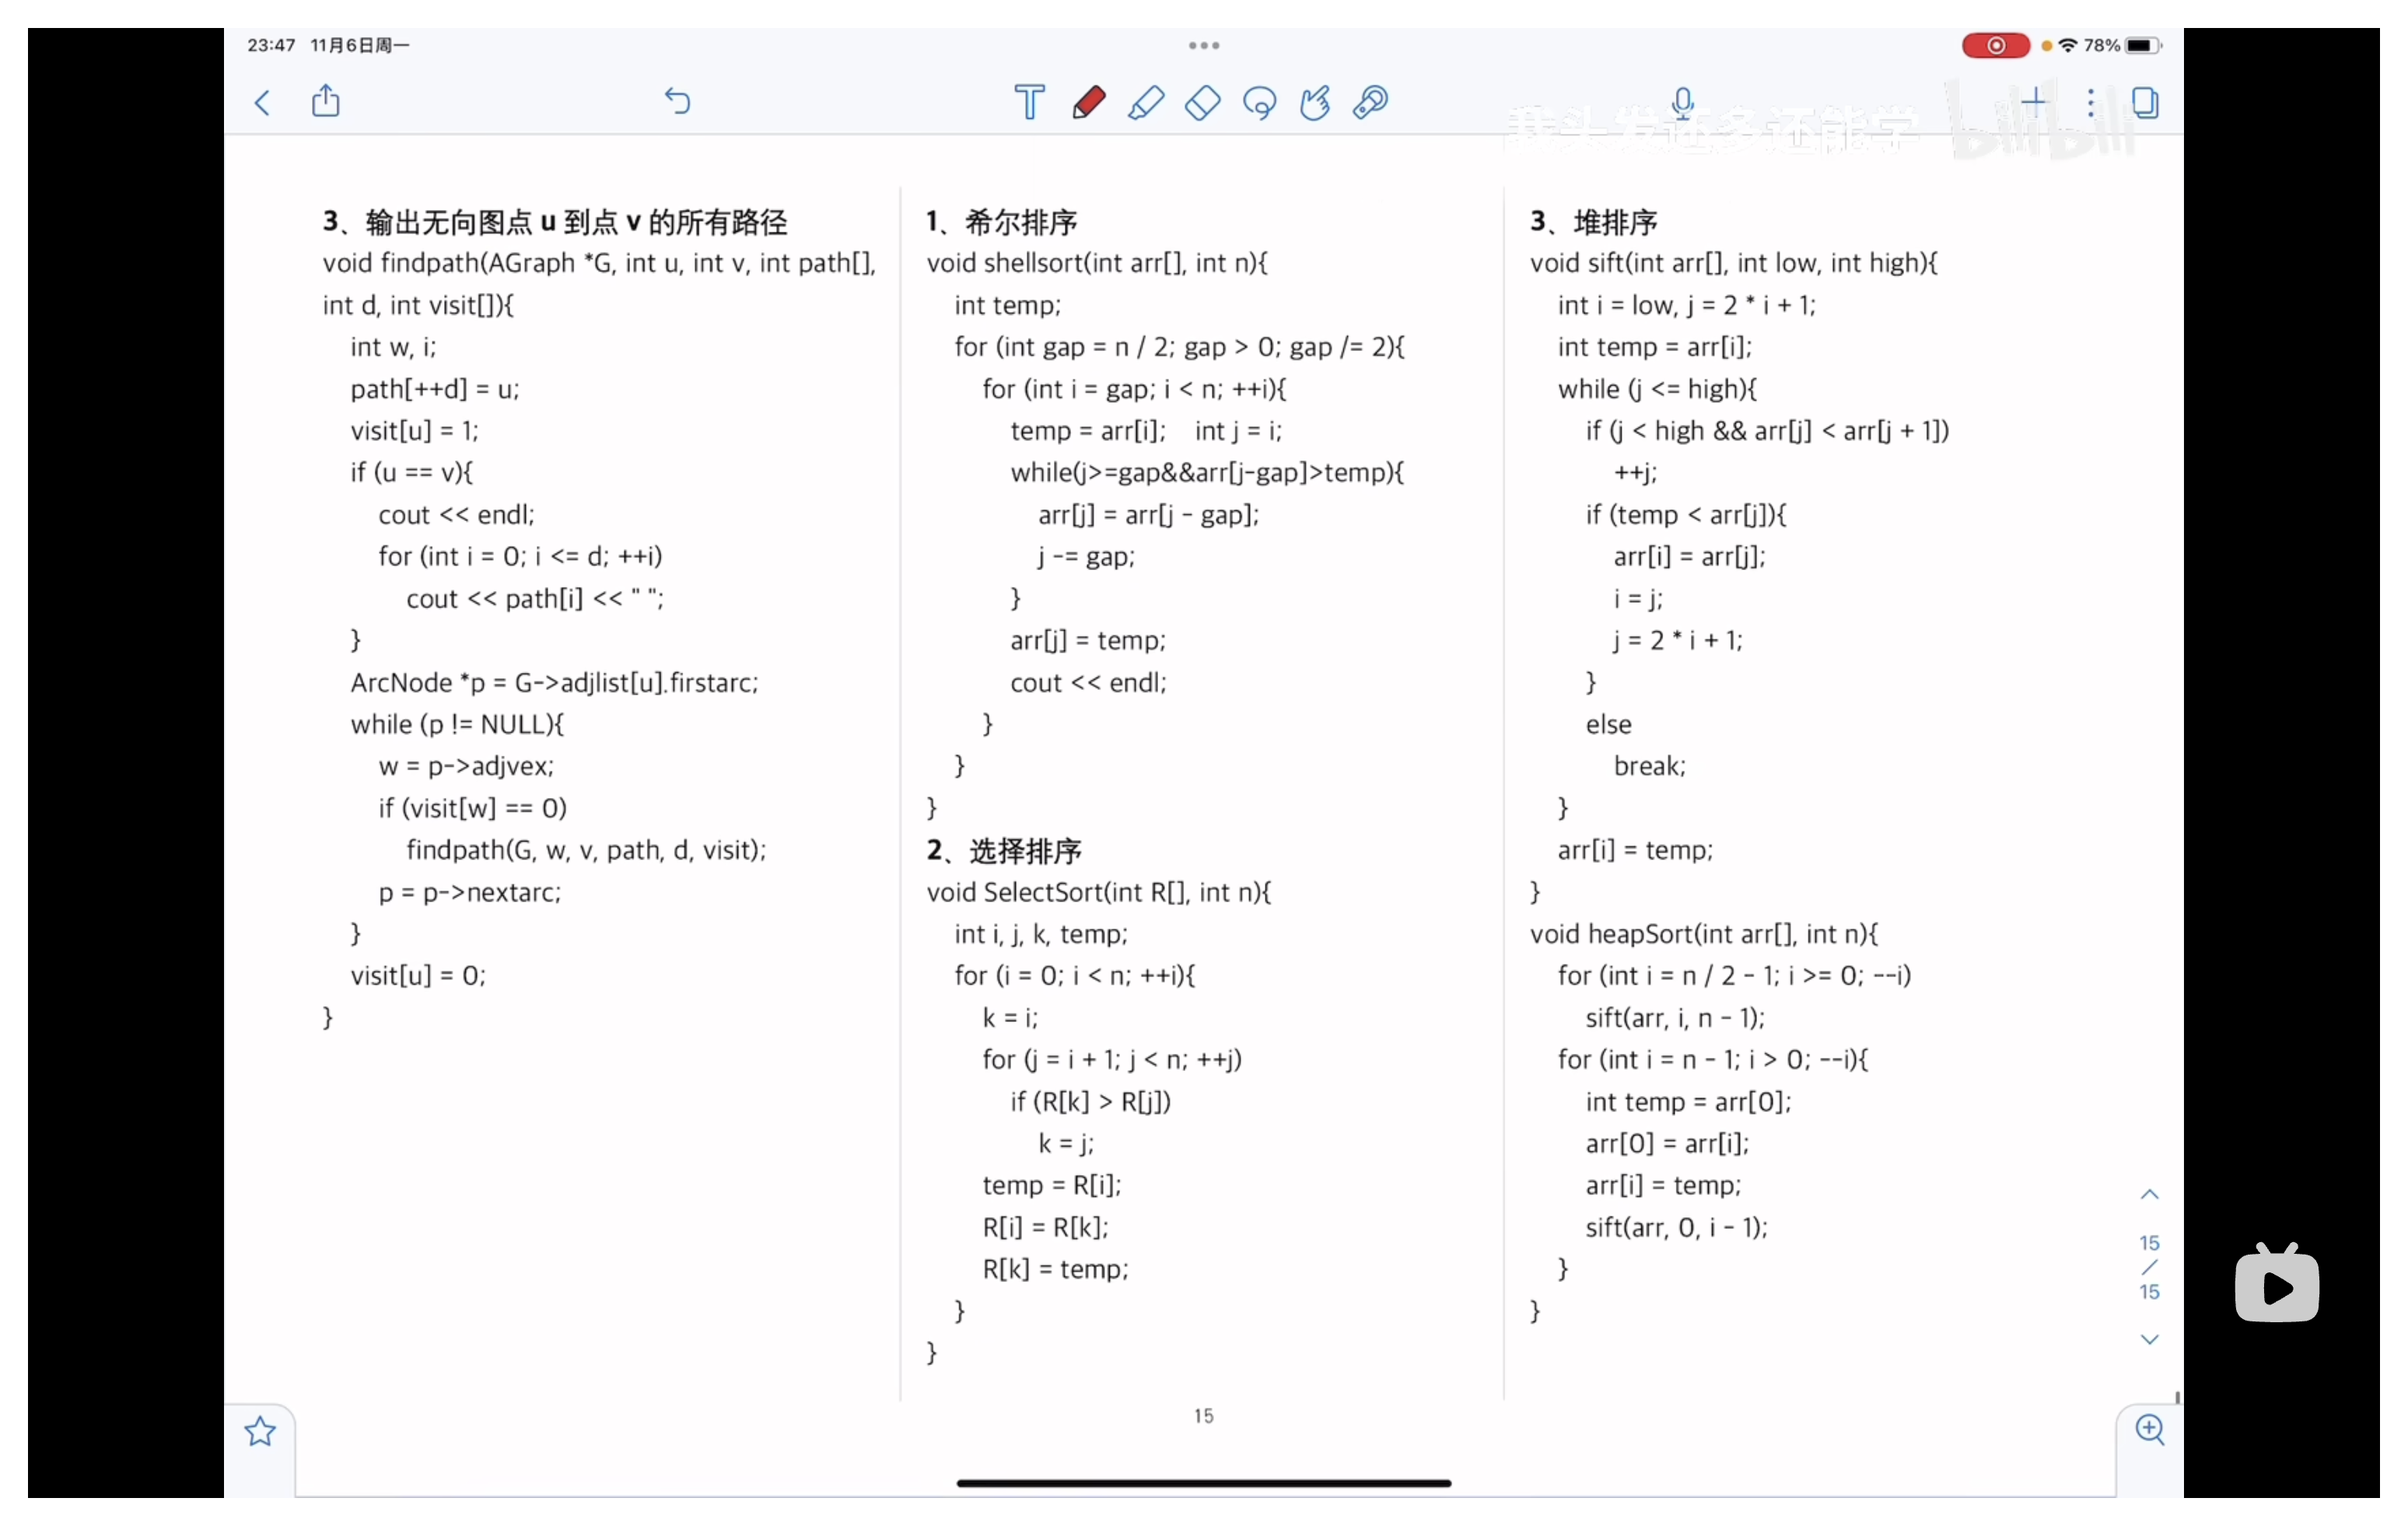 23:47 11月6日周一
78%
我头发还多还能学 bilibili
3、输出无向图点 u 到点 v 的所有路径
void findpath(AGraph *G, int u, int v, int path[],
int d, int visit[]){
int w, i;
path[++d] = u;
visit[u] = 1;
if (u == v){
cout << endl;
for (int i = 0; i <= d; ++i)
cout << path[i] << " ";
}
ArcNode *p = G->adjlist[u].firstarc;
while (p != NULL){
w = p->adjvex;
if (visit[w] == 0)
findpath(G, w, v, path, d, visit);
p = p->nextarc;
}
visit[u] = 0;
}
1、希尔排序
void shellsort(int arr[], int n){
int temp;
for (int gap = n / 2; gap > 0; gap /= 2){
for (int i = gap; i < n; ++i){
temp = arr[i]; int j = i;
while(j>=gap&&arr[j-gap]>temp){
arr[j] = arr[j - gap];
j -= gap;
}
arr[j] = temp;
cout << endl;
}
}
}
2、选择排序
void SelectSort(int R[], int n){
int i, j, k, temp;
for (i = 0; i < n; ++i){
k = i;
for (j = i + 1; j < n; ++j)
if (R[k] > R[j])
k = j;
temp = R[i];
R[i] = R[k];
R[k] = temp;
}
}
3、堆排序
void sift(int arr[], int low, int high){
int i = low, j = 2 * i + 1;
int temp = arr[i];
while (j <= high){
if (j < high && arr[j] < arr[j + 1])
++j;
if (temp < arr[j]){
arr[i] = arr[j];
i = j;
j = 2 * i + 1;
}
else
break;
}
arr[i] = temp;
}
void heapSort(int arr[], int n){
for (int i = n / 2 - 1; i >= 0; --i)
sift(arr, i, n - 1);
for (int i = n - 1; i > 0; --i){
int temp = arr[0];
arr[0] = arr[i];
arr[i] = temp;
sift(arr, 0, i - 1);
}
}
15
/
15
15